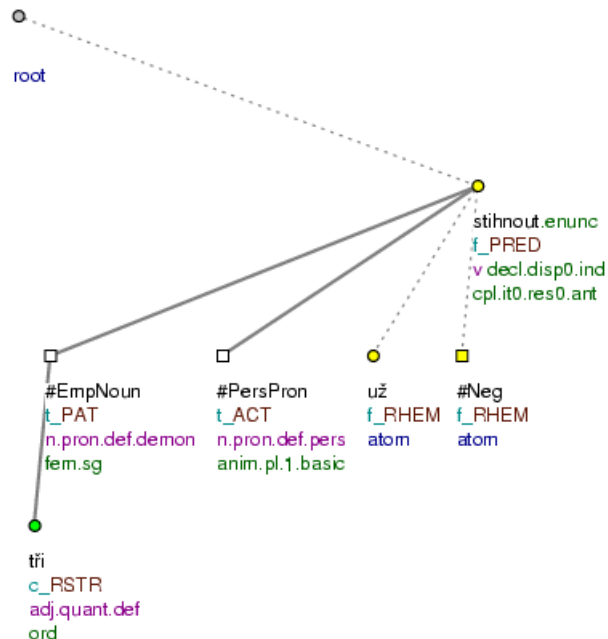 root
stihnout.enunc
f_PRED
v decl.disp0.ind
cpl.it0.res0.ant
#EmpNoun #PersPron už #Neg
t_PAT t_ACT f_RHEM f_RHEM
n.pron.def.demon n.pron.def.pers atom atom
fem.sg anim.pl.1.basic
tři
c_RSTR
adj.quant.def
ord